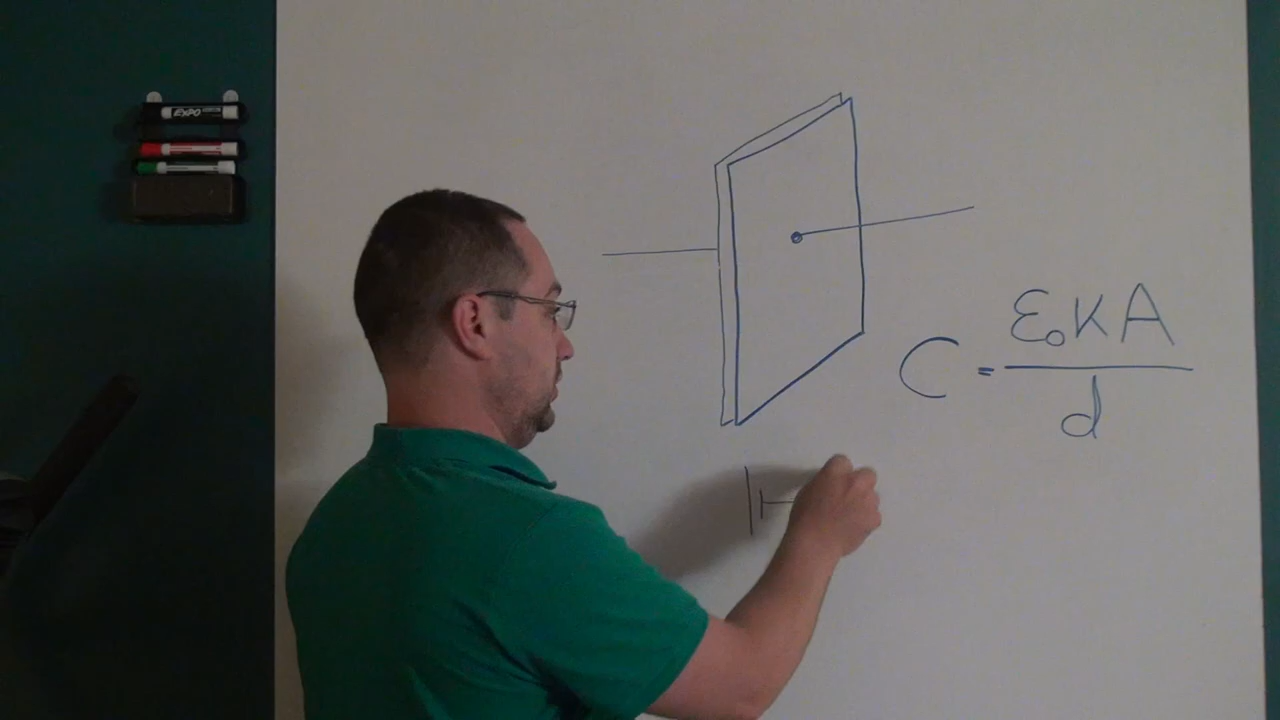 EXPO
C = ε₀KA / d